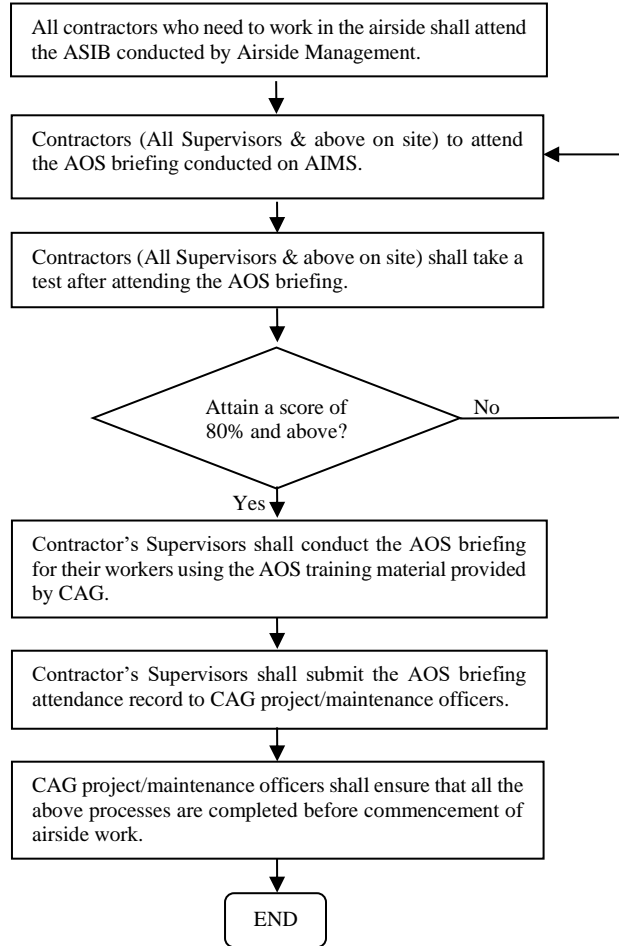 All contractors who need to work in the airside shall attend
the ASIB conducted by Airside Management.
Contractors (All Supervisors & above on site) to attend
the AOS briefing conducted on AIMS.
Contractors (All Supervisors & above on site) shall take a
test after attending the AOS briefing.
Attain a score of
80% and above?
No
Yes
Contractor’s Supervisors shall conduct the AOS briefing
for their workers using the AOS training material provided
by CAG.
Contractor’s Supervisors shall submit the AOS briefing
attendance record to CAG project/maintenance officers.
CAG project/maintenance officers shall ensure that all the
above processes are completed before commencement of
airside work.
END